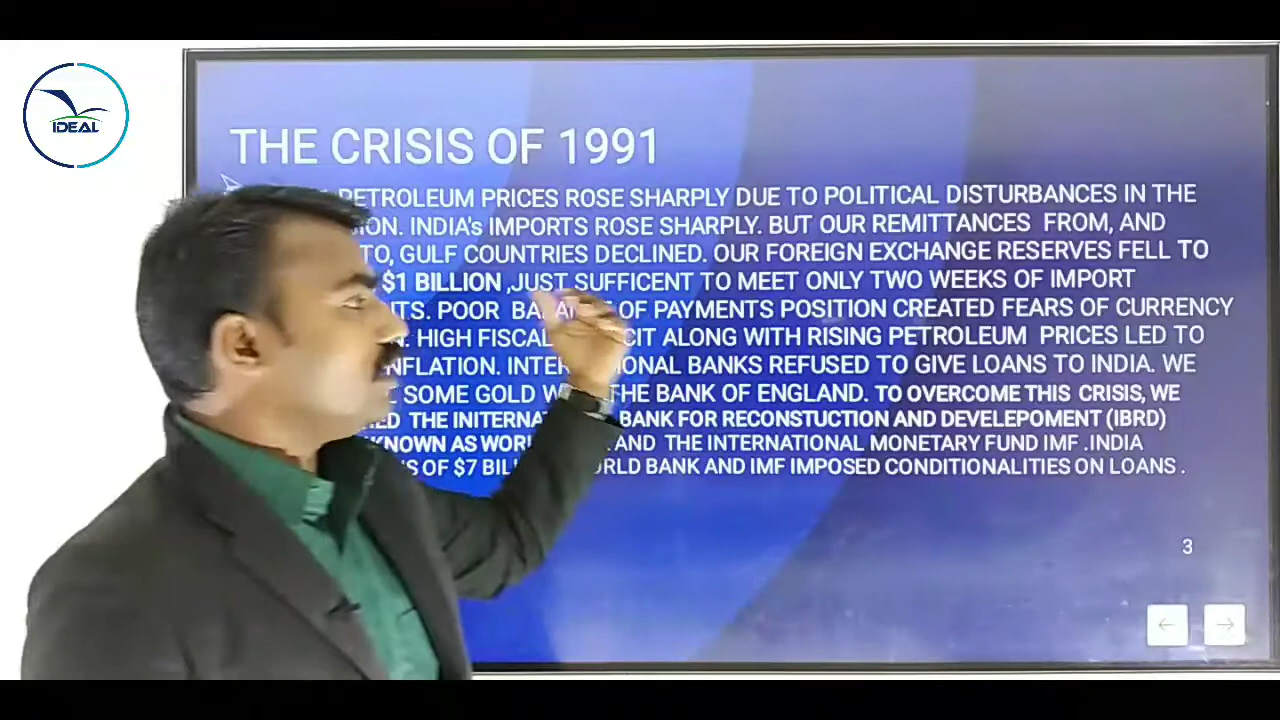 IDEAL
THE CRISIS OF 1991
PETROLEUM PRICES ROSE SHARPLY DUE TO POLITICAL DISTURBANCES IN THE
INDIA's IMPORTS ROSE SHARPLY. BUT OUR REMITTANCES FROM, AND
TO, GULF COUNTRIES DECLINED. OUR FOREIGN EXCHANGE RESERVES FELL TO
$1 BILLION ,JUST SUFFICENT TO MEET ONLY TWO WEEKS OF IMPORT
POOR OF PAYMENTS POSITION CREATED FEARS OF CURRENCY
HIGH FISCAL ALONG WITH RISING PETROLEUM PRICES LED TO
BANKS REFUSED TO GIVE LOANS TO INDIA. WE
SOME GOLD THE BANK OF ENGLAND. TO OVERCOME THIS CRISIS, WE
THE BANK FOR RECONSTUCTION AND DEVELEPOMENT (IBRD)
KNOWN AS AND THE INTERNATIONAL MONETARY FUND IMF .INDIA
OF $7 BANK AND IMF IMPOSED CONDITIONALITIES ON LOANS .
3